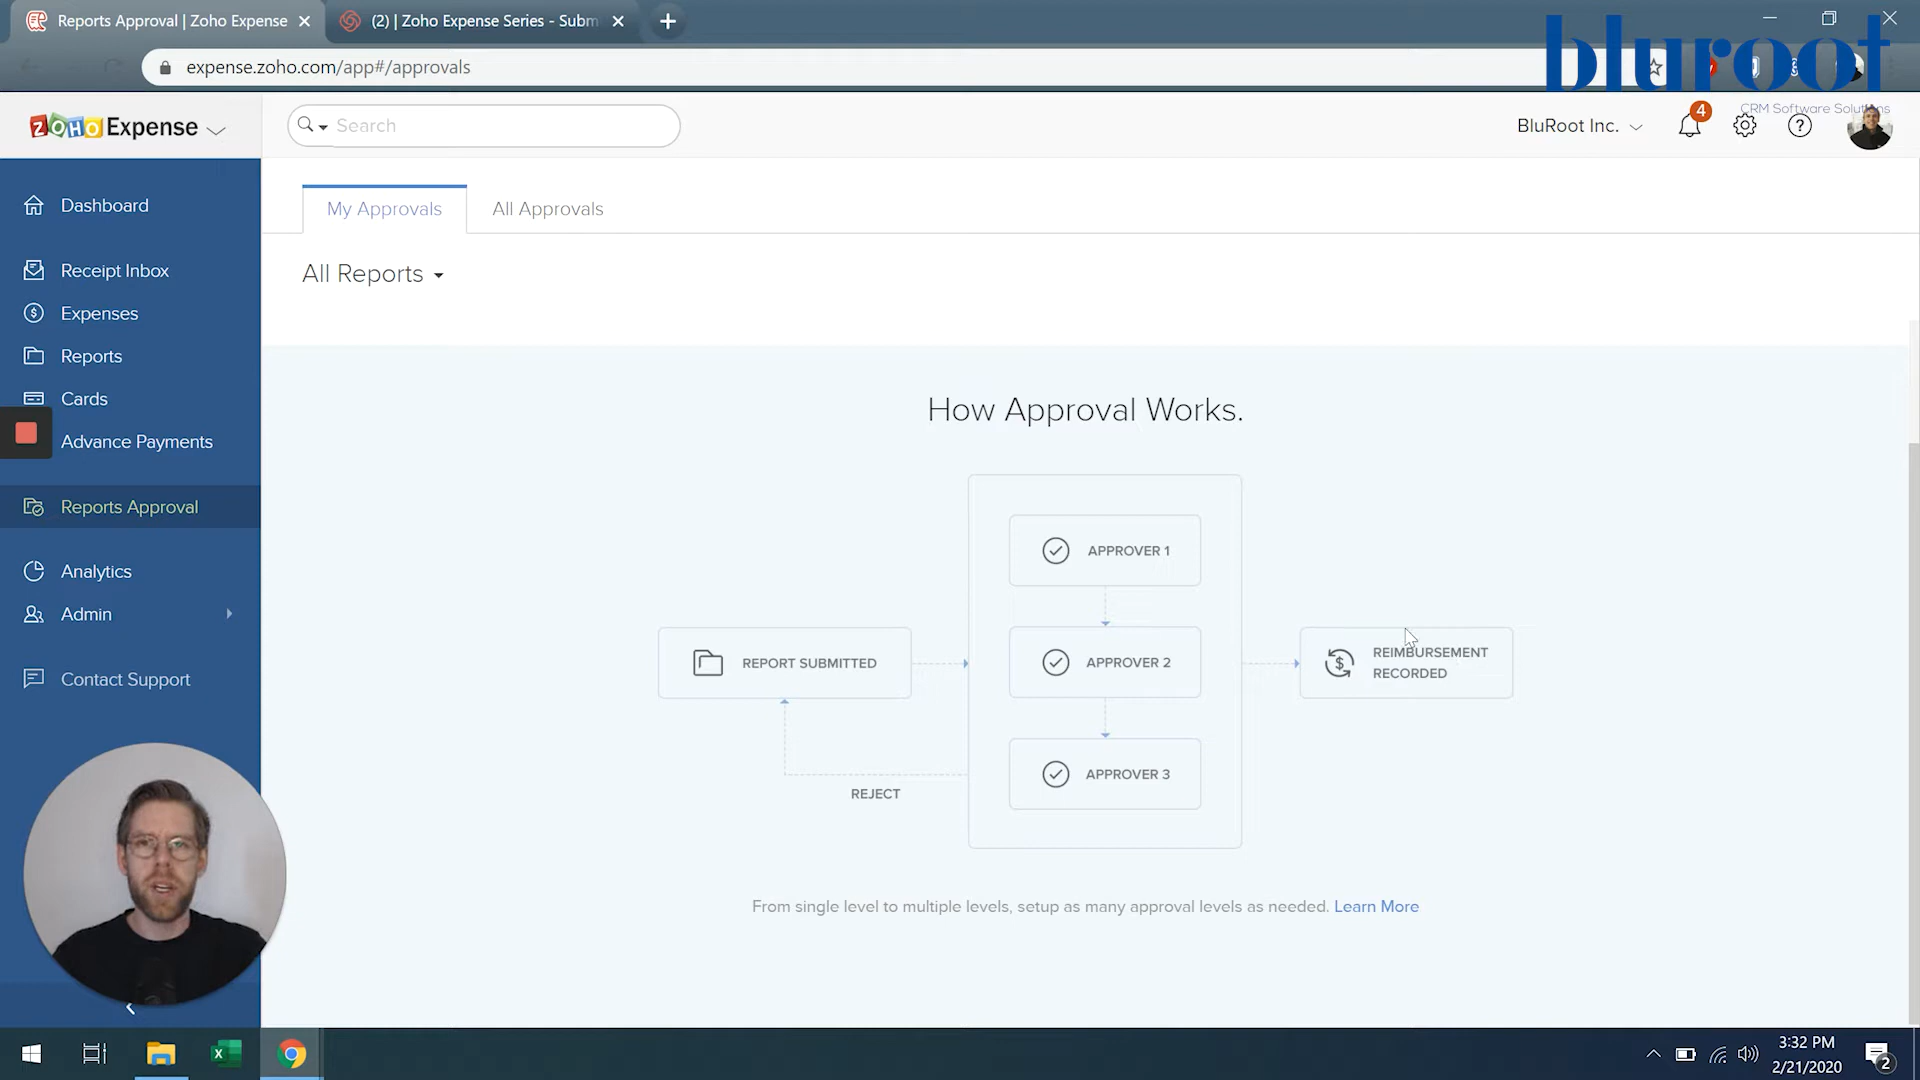 Reports Approval | Zoho Expense
(2) | Zoho Expense Series - Subm
expense.zoho.com/app#/approvals
bluroot
CRM Software Solutions
ZOHO Expense
Search
BluRoot Inc.
4
Dashboard
Receipt Inbox
Expenses
Reports
Cards
Advance Payments
Reports Approval
Analytics
Admin
Contact Support
My Approvals
All Approvals
All Reports
How Approval Works.
APPROVER 1
REPORT SUBMITTED
APPROVER 2
REIMBURSEMENT
RECORDED
APPROVER 3
REJECT
From single level to multiple levels, setup as many approval levels as needed. Learn More
3:32 PM
2/21/2020
2